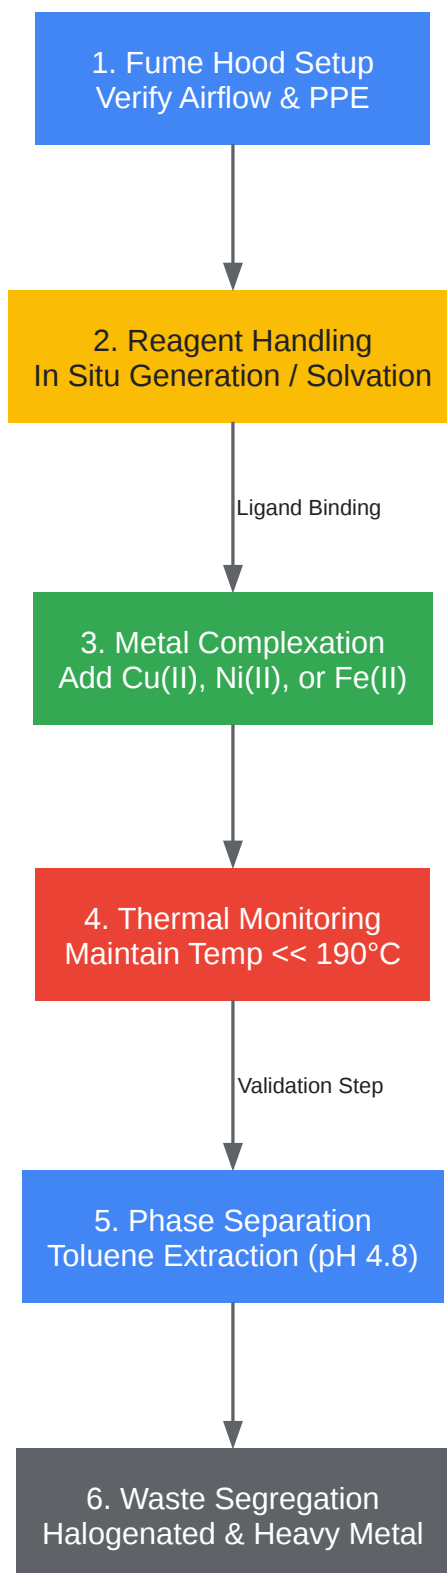 1. Fume Hood Setup
Verify Airflow & PPE
2. Reagent Handling
In Situ Generation / Solvation
Ligand Binding
3. Metal Complexation
Add Cu(II), Ni(II), or Fe(II)
4. Thermal Monitoring
Maintain Temp << 190°C
Validation Step
5. Phase Separation
Toluene Extraction (pH 4.8)
6. Waste Segregation
Halogenated & Heavy Metal